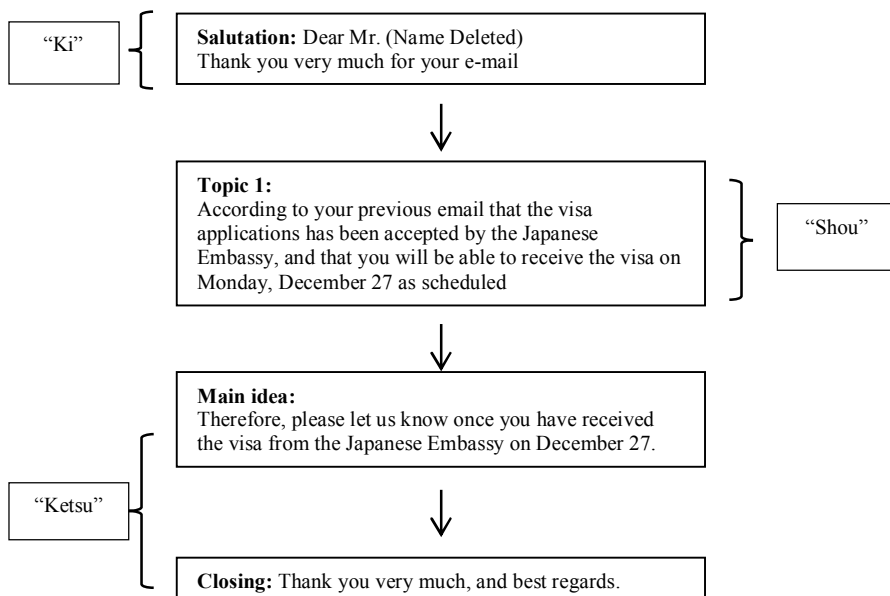 “Ki”
Salutation: Dear Mr. (Name Deleted)
Thank you very much for your e-mail
Topic 1:
According to your previous email that the visa
applications has been accepted by the Japanese
Embassy, and that you will be able to receive the visa on
Monday, December 27 as scheduled
“Shou”
Main idea:
Therefore, please let us know once you have received
the visa from the Japanese Embassy on December 27.
“Ketsu”
Closing: Thank you very much, and best regards.